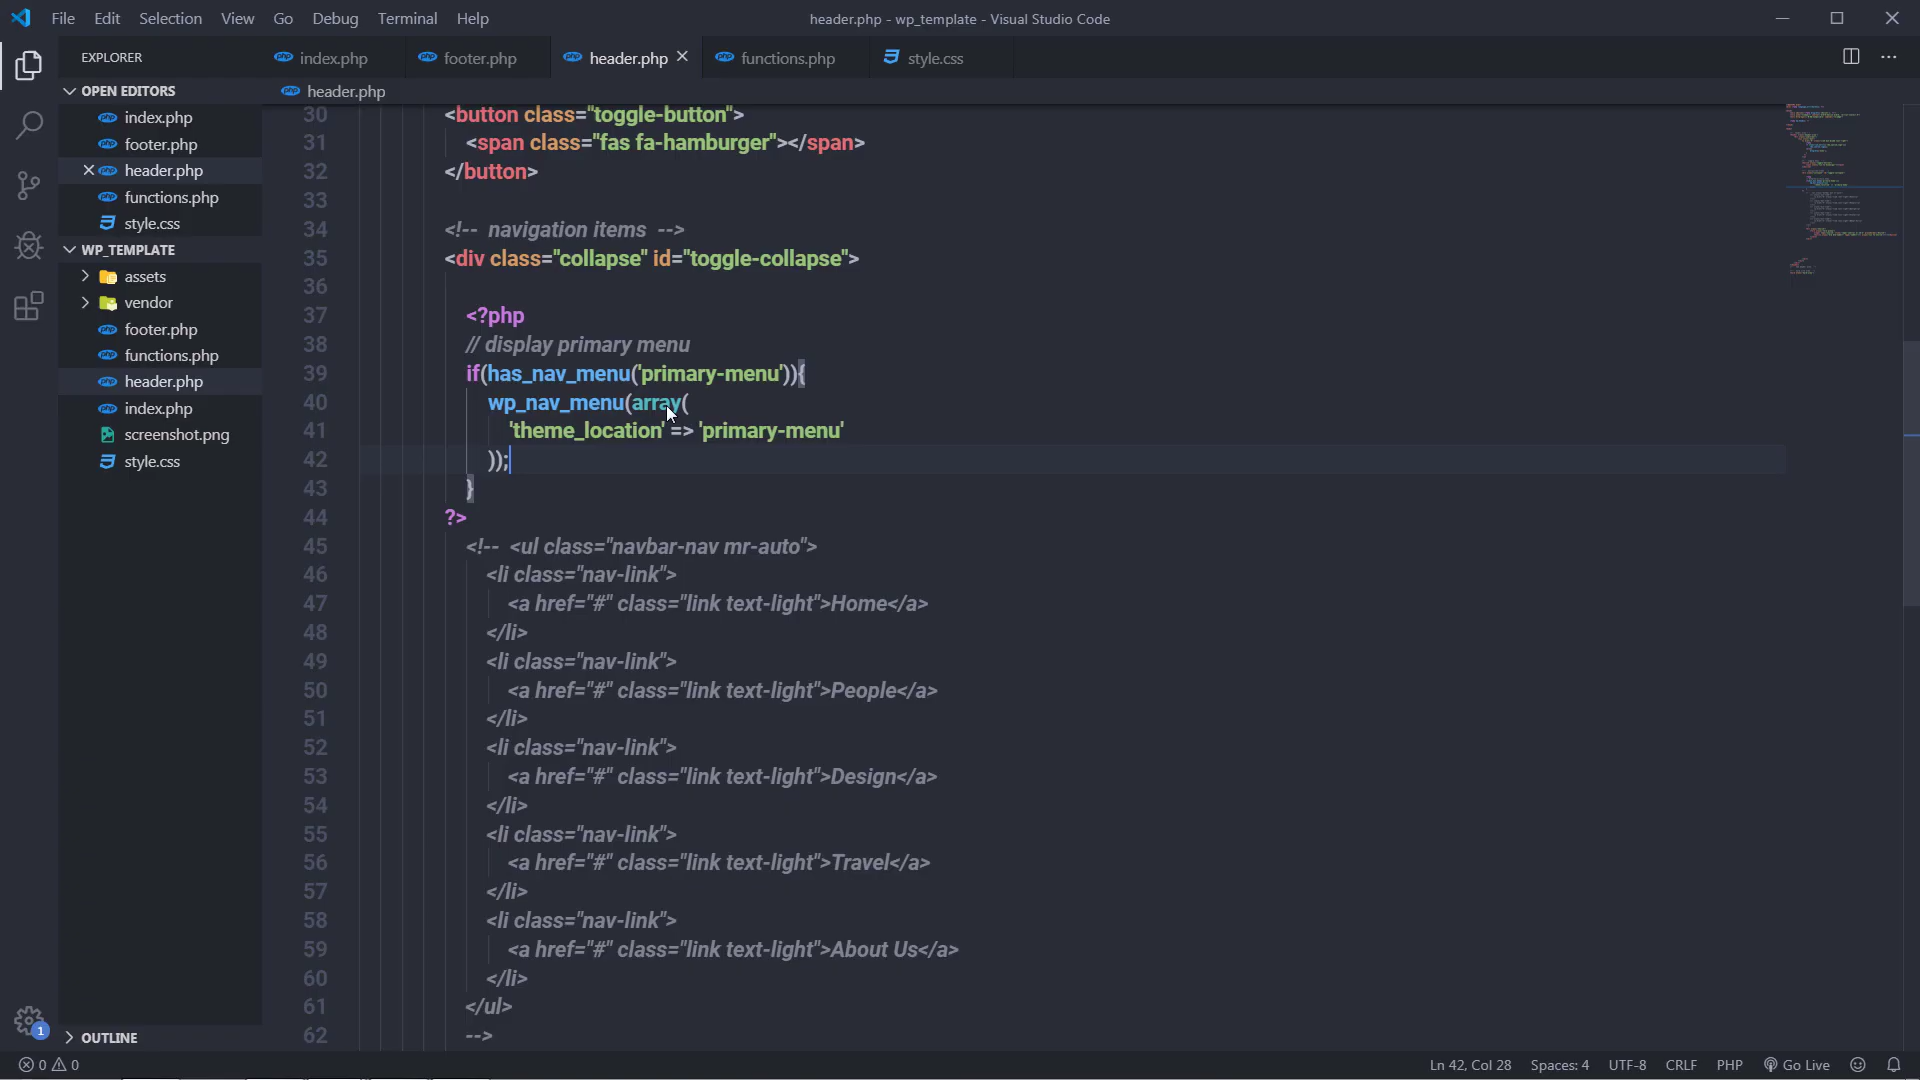 File Edit Selection View Go Debug Terminal Help
header.php - wp_template - Visual Studio Code
EXPLORER
index.php
footer.php
header.php
functions.php
style.css
OPEN EDITORS
index.php
footer.php
header.php
functions.php
style.css
WP_TEMPLATE
assets
vendor
footer.php
functions.php
header.php
index.php
screenshot.png
style.css
OUTLINE
header.php
30 <button class="toggle-button">
31 <span class="fas fa-hamburger"></span>
32 </button>
33
34 <!-- navigation items -->
35 <div class="collapse" id="toggle-collapse">
36
37 <?php
38 // display primary menu
39 if(has_nav_menu('primary-menu')){
40 wp_nav_menu(array(
41 'theme_location' => 'primary-menu'
42 ));
43 }
44 ?>
45 <!-- <ul class="navbar-nav mr-auto">
46 <li class="nav-link">
47 <a href="#" class="link text-light">Home</a>
48 </li>
49 <li class="nav-link">
50 <a href="#" class="link text-light">People</a>
51 </li>
52 <li class="nav-link">
53 <a href="#" class="link text-light">Design</a>
54 </li>
55 <li class="nav-link">
56 <a href="#" class="link text-light">Travel</a>
57 </li>
58 <li class="nav-link">
59 <a href="#" class="link text-light">About Us</a>
60 </li>
61 </ul>
62 -->
1
0 0
Ln 42, Col 28 Spaces: 4 UTF-8 CRLF PHP Go Live